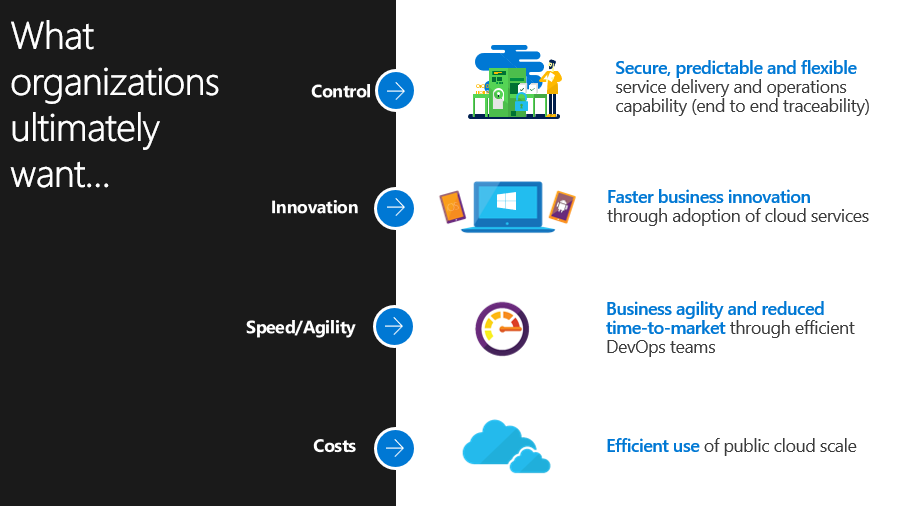 What
organizations
ultimately
want...
Control
Secure, predictable and flexible
service delivery and operations
capability (end to end traceability)
Innovation
Faster business innovation
through adoption of cloud services
Speed/Agility
Business agility and reduced
time-to-market through efficient
DevOps teams
Costs
Efficient use of public cloud scale